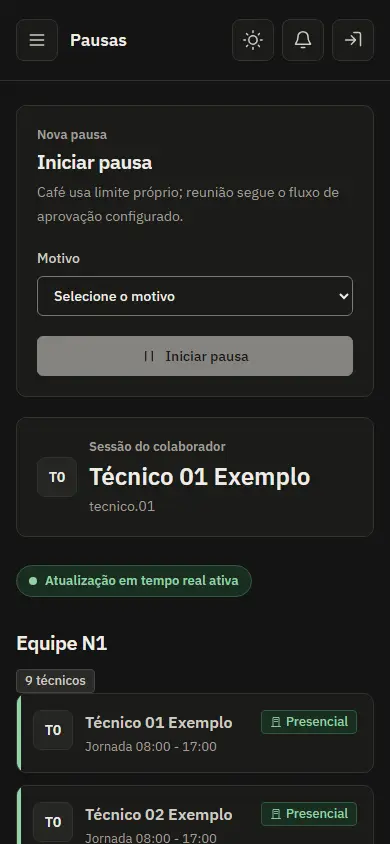 Pausas
Nova pausa
Iniciar pausa
Café usa limite próprio; reunião segue o fluxo de
aprovação configurado.
Motivo
Selecione o motivo
Iniciar pausa
Sessão do colaborador
T0
Técnico 01 Exemplo
tecnico.01
Atualização em tempo real ativa
Equipe N1
9 técnicos
T0
Técnico 01 Exemplo
Presencial
Jornada 08:00 - 17:00
T0
Técnico 02 Exemplo
Presencial
Jornada 08:00 - 17:00